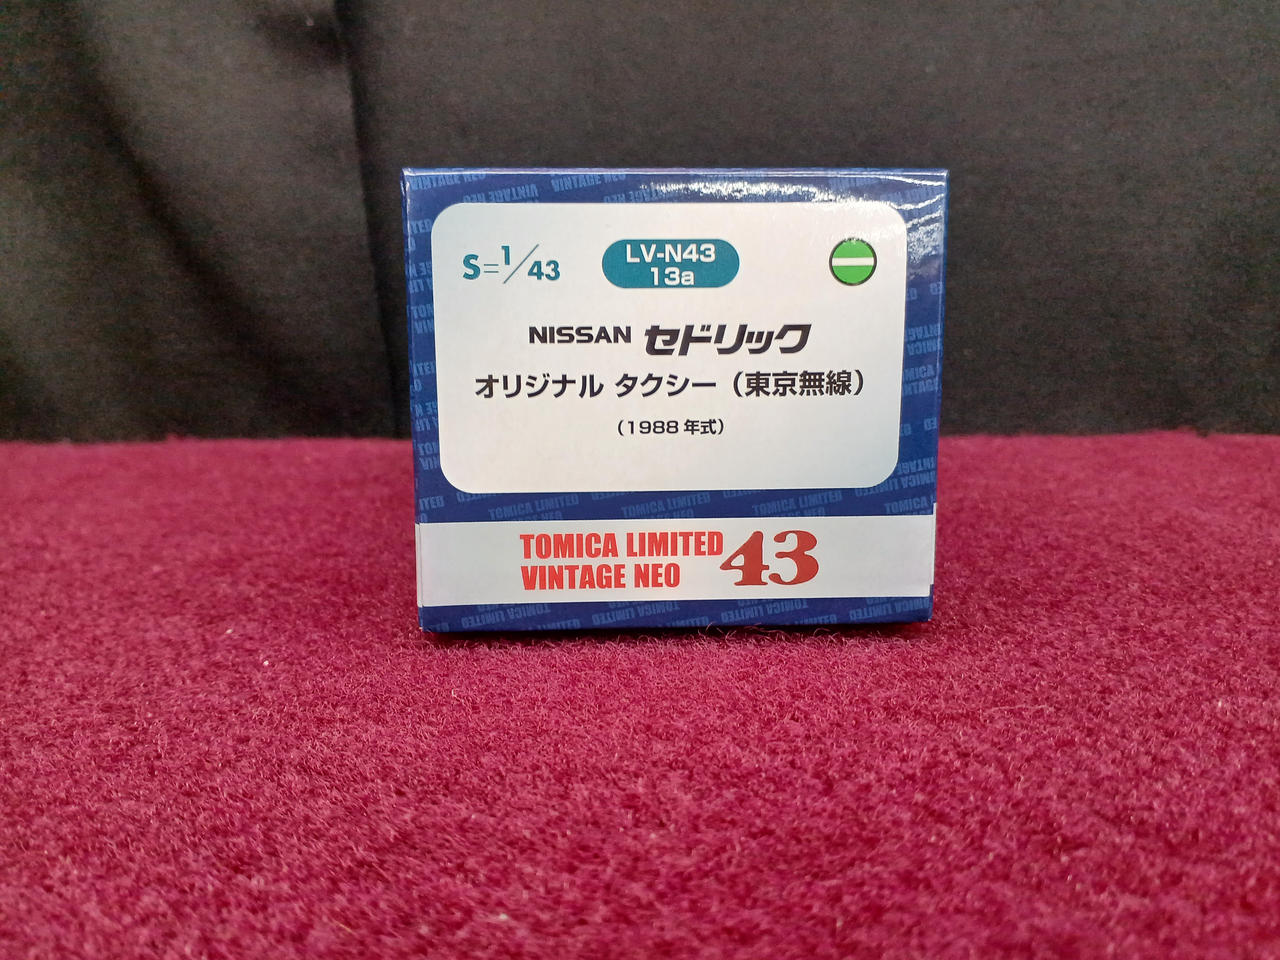 S=1/43
LV-N43
13a
NISSAN セドリック
オリジナル タクシー（東京無線）
（1988 年式）
TOMICA LIMITED
VINTAGE NEO 43